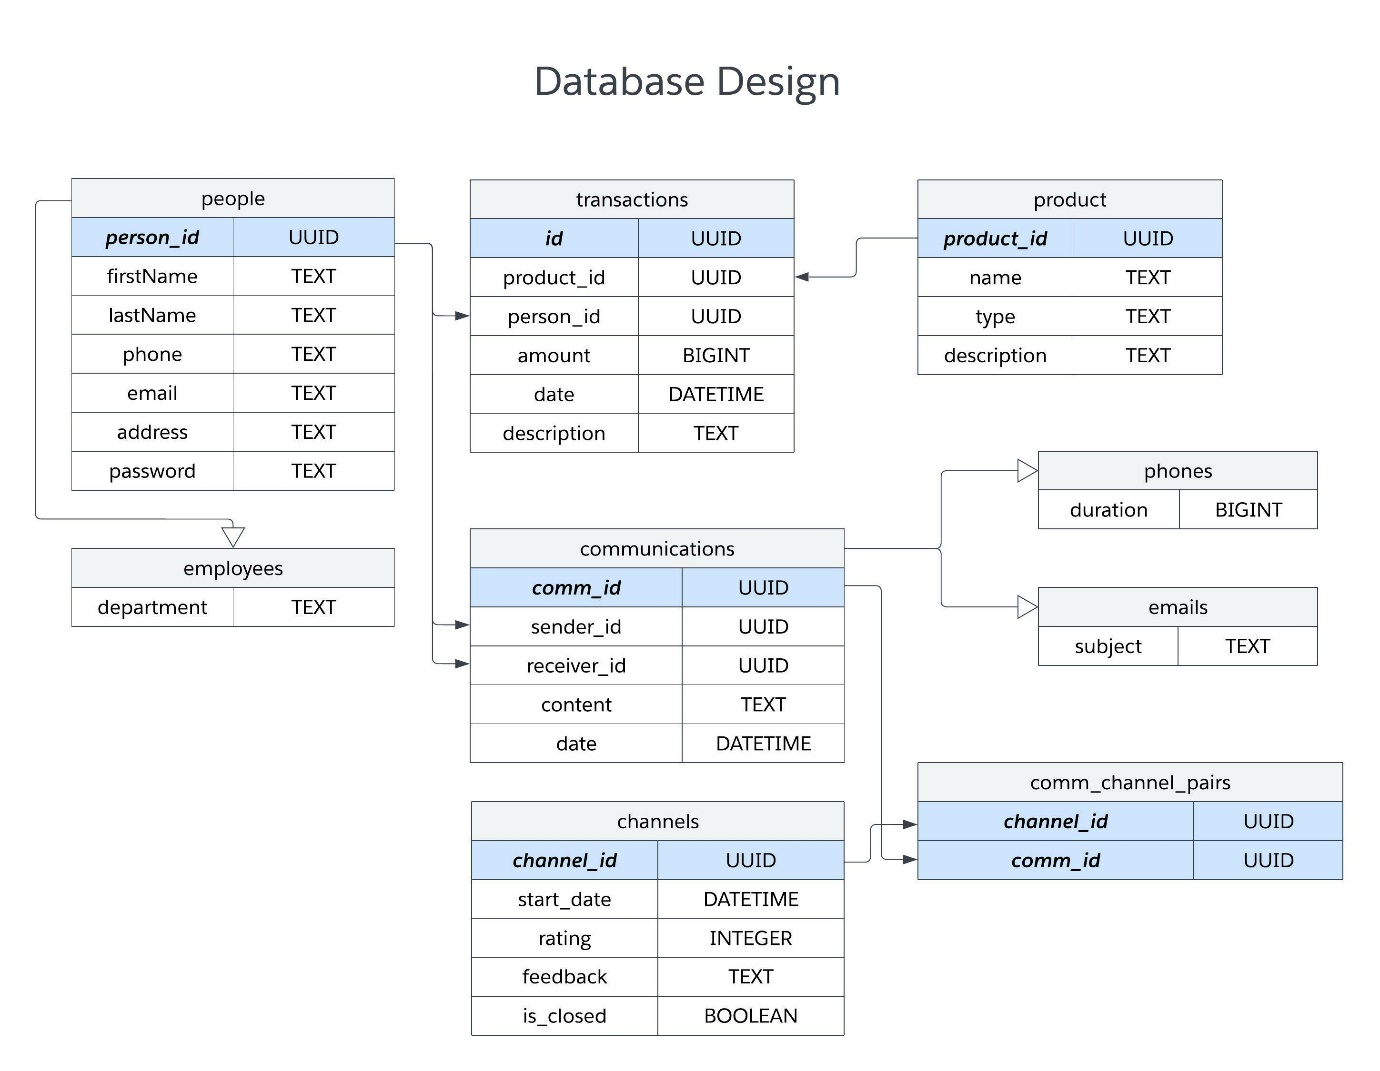 Database Design
people
person_id UUID
firstName TEXT
lastName TEXT
phone TEXT
email TEXT
address TEXT
password TEXT
employees
department TEXT
transactions
id UUID
product_id UUID
person_id UUID
amount BIGINT
date DATETIME
description TEXT
product
product_id UUID
name TEXT
type TEXT
description TEXT
communications
comm_id UUID
sender_id UUID
receiver_id UUID
content TEXT
date DATETIME
phones
duration BIGINT
emails
subject TEXT
channels
channel_id UUID
start_date DATETIME
rating INTEGER
feedback TEXT
is_closed BOOLEAN
comm_channel_pairs
channel_id UUID
comm_id UUID